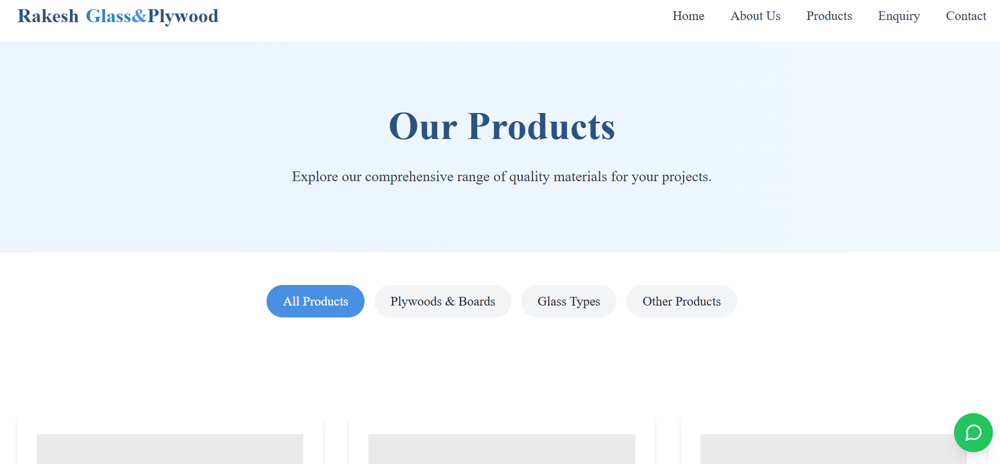 Rakesh Glass&Plywood
Home About Us Products Enquiry Contact
Our Products
Explore our comprehensive range of quality materials for your projects.
All Products Plywoods & Boards Glass Types Other Products